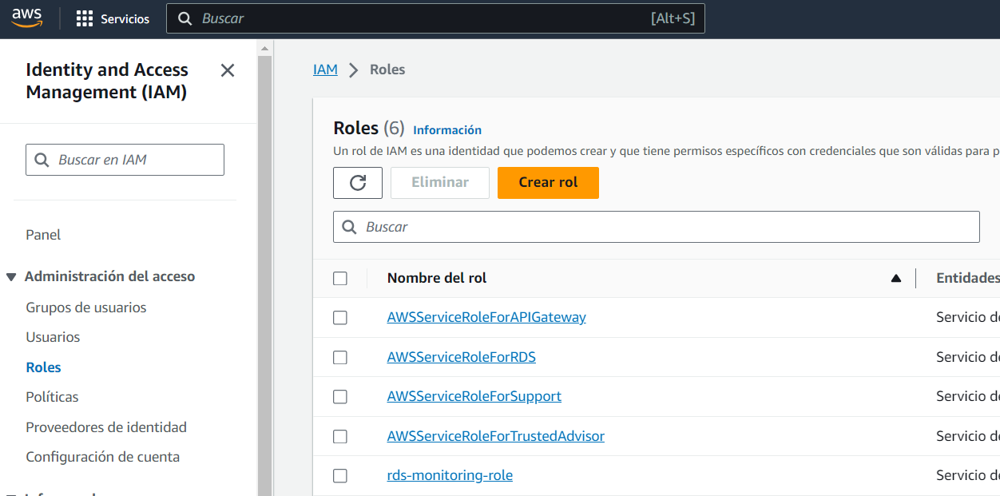 aws
Servicios
Buscar
[Alt+S]
Identity and Access
Management (IAM)
Buscar en IAM
Panel
Administración del acceso
Grupos de usuarios
Usuarios
Roles
Políticas
Proveedores de identidad
Configuración de cuenta
IAM
Roles
Roles (6) Información
Un rol de IAM es una identidad que podemos crear y que tiene permisos específicos con credenciales que son válidas para p
Eliminar
Crear rol
Buscar
Nombre del rol
Entidades
AWSServiceRoleForAPIGateway
Servicio de
AWSServiceRoleForRDS
Servicio de
AWSServiceRoleForSupport
Servicio de
AWSServiceRoleForTrustedAdvisor
Servicio de
rds-monitoring-role
Servicio de